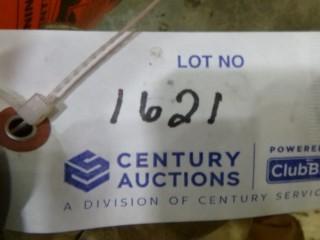 LOT NO
1621
CENTURY
AUCTIONS
POWERE
ClubB
A DIVISION OF CENTURY SERVIC